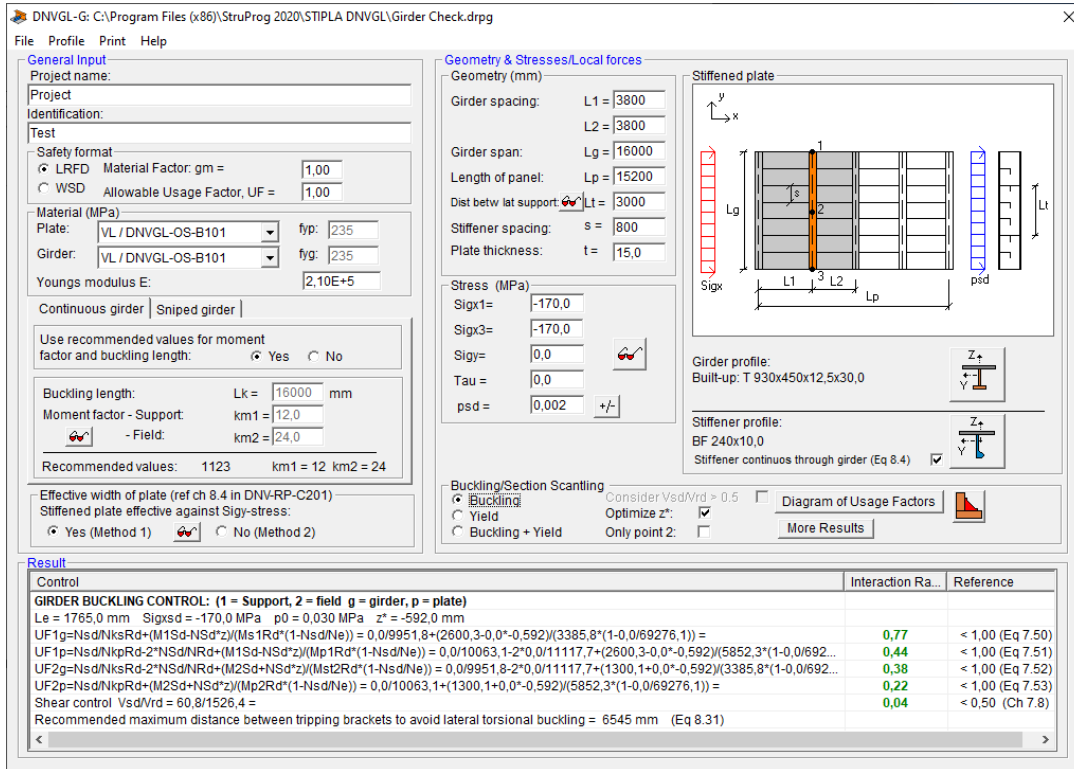 DNVGL-G: C:\Program Files (x86)\StruProg 2020\STIPLA DNVGL\Girder Check.drpg
File Profile Print Help
General Input
Project name:
Project
Identification:
Test
Safety format
LRFD Material Factor: gm = 1,00
WSD Allowable Usage Factor, UF = 1,00
Material (MPa)
Plate: VL / DNVGL-OS-B101 fyp: 235
Girder: VL / DNVGL-OS-B101 fyg: 235
Youngs modulus E: 2,10E+5
Continuous girder Sniped girder
Use recommended values for moment
factor and buckling length: Yes No
Buckling length: Lk = 16000 mm
Moment factor - Support: km1 = 12,0
- Field: km2 = 24,0
Recommended values: 1123 km1 = 12 km2 = 24
Effective width of plate (ref ch 8.4 in DNV-RP-C201)
Stiffened plate effective against Sigy-stress:
Yes (Method 1) No (Method 2)
Geometry & Stresses/Local forces
Geometry (mm)
Girder spacing: L1 = 3800
L2 = 3800
Girder span: Lg = 16000
Length of panel: Lp = 15200
Dist betw lat support: Lt = 3000
Stiffener spacing: s = 800
Plate thickness: t = 15,0
Stress (MPa)
Sigx1= -170,0
Sigx3= -170,0
Sigy= 0,0
Tau = 0,0
psd = 0,002 +/-
Stiffened plate
y
x
1
s
Lg
2
Lt
3
Sigx
L1
L2
psd
Lp
Girder profile:
Built-up: T 930x450x12,5x30,0
Z
Y
Stiffener profile:
BF 240x10,0
Z
Y
Stiffener continuos through girder (Eq 8.4)
Buckling/Section Scantling
Buckling Consider Vsd/Vrd > 0.5
Yield Optimize z*:
Buckling + Yield Only point 2:
Diagram of Usage Factors
More Results
Result
Control Interaction Ra... Reference
GIRDER BUCKLING CONTROL: (1 = Support, 2 = field g = girder, p = plate)
Le = 1765,0 mm Sigxsd = -170,0 MPa p0 = 0,030 MPa z* = -592,0 mm
UF1g=Nsd/NksRd+(M1Sd-NSd*z)/(Ms1Rd*(1-Nsd/Ne)) = 0,0/9951,8+(2600,3-0,0*-0,592)/(3385,8*(1-0,0/69276,1)) = 0,77 < 1,00 (Eq 7.50)
UF1p=Nsd/NkpRd-2*NSd/NRd+(M1Sd-NSd*z)/(Mp1Rd*(1-Nsd/Ne)) = 0,0/10063,1-2*0,0/11117,7+(2600,3-0,0*-0,592)/(5852,3*(1-0,0/692... 0,44 < 1,00 (Eq 7.51)
UF2g=Nsd/NksRd-2*NSd/NRd+(M2Sd+NSd*z)/(Mst2Rd*(1-Nsd/Ne)) = 0,0/9951,8-2*0,0/11117,7+(1300,1+0,0*-0,592)/(3385,8*(1-0,0/692... 0,38 < 1,00 (Eq 7.52)
UF2p=Nsd/NkpRd+(M2Sd+NSd*z)/(Mp2Rd*(1-Nsd/Ne)) = 0,0/10063,1+(1300,1+0,0*-0,592)/(5852,3*(1-0,0/69276,1)) = 0,22 < 1,00 (Eq 7.53)
Shear control Vsd/Vrd = 60,8/1526,4 = 0,04 < 0,50 (Ch 7.8)
Recommended maximum distance between tripping brackets to avoid lateral torsional buckling = 6545 mm (Eq 8.31)